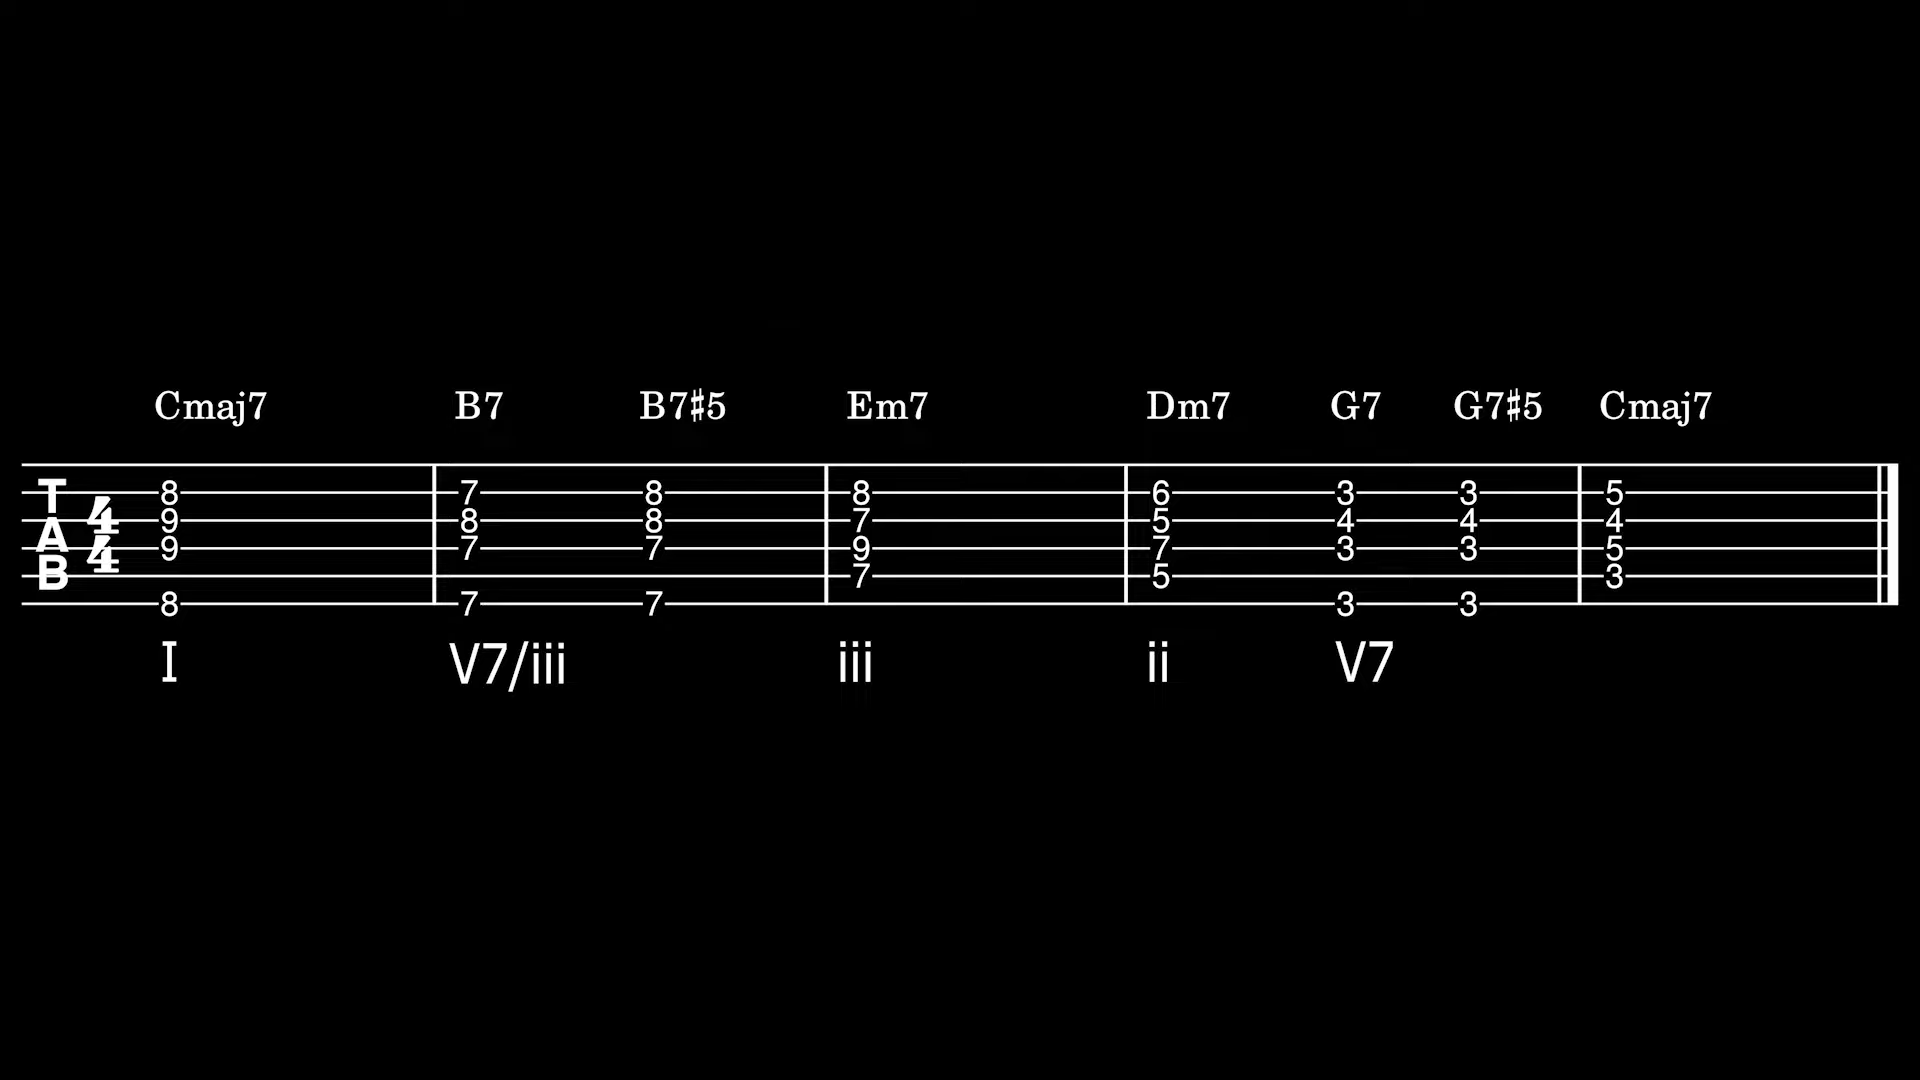 Cmaj7 B7 B7♯5 Em7 Dm7 G7 G7♯5 Cmaj7
T 8 7 8 8 6 3 3 5
4 9 8 8 7 5 4 4 4
A 4 9 7 7 9 7 3 3 5
B 7 5 3
8 7 7 3 3
I V7/iii iii ii V7